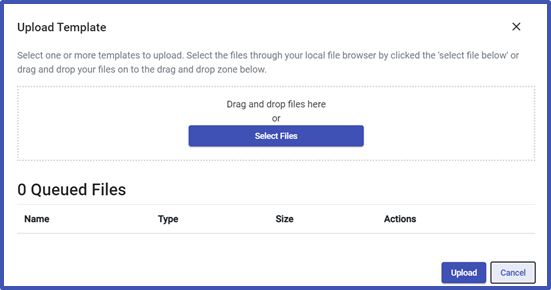 Upload Template
Select one or more templates to upload. Select the files through your local file browser by clicked the 'select file below' or
drag and drop your files on to the drag and drop zone below.
Drag and drop files here
or
Select Files
0 Queued Files
Name Type Size Actions
Upload Cancel